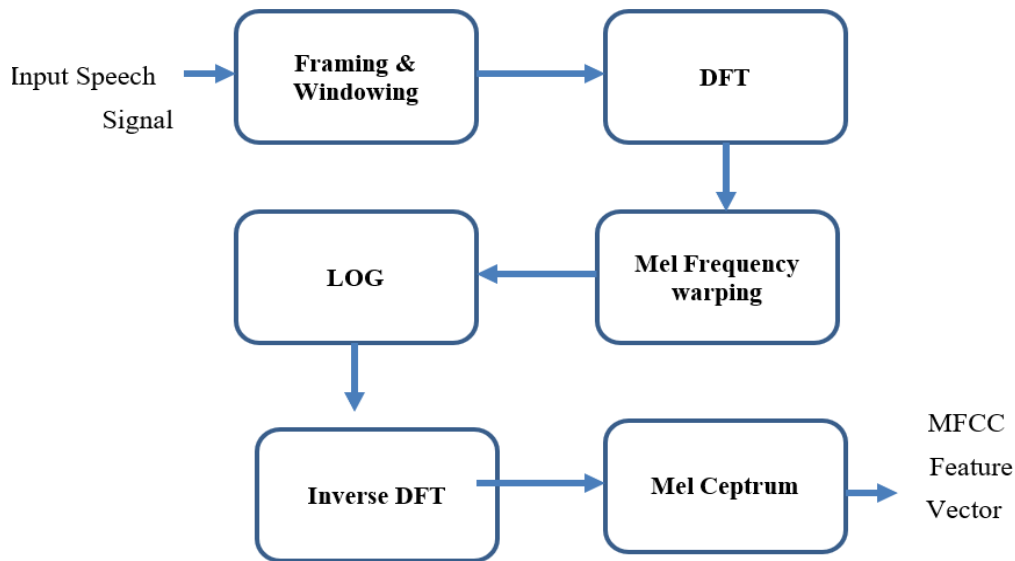 Input Speech
Signal
Framing &
Windowing
DFT
Mel Frequency
warping
LOG
Inverse DFT
Mel Ceptrum
MFCC
Feature
Vector